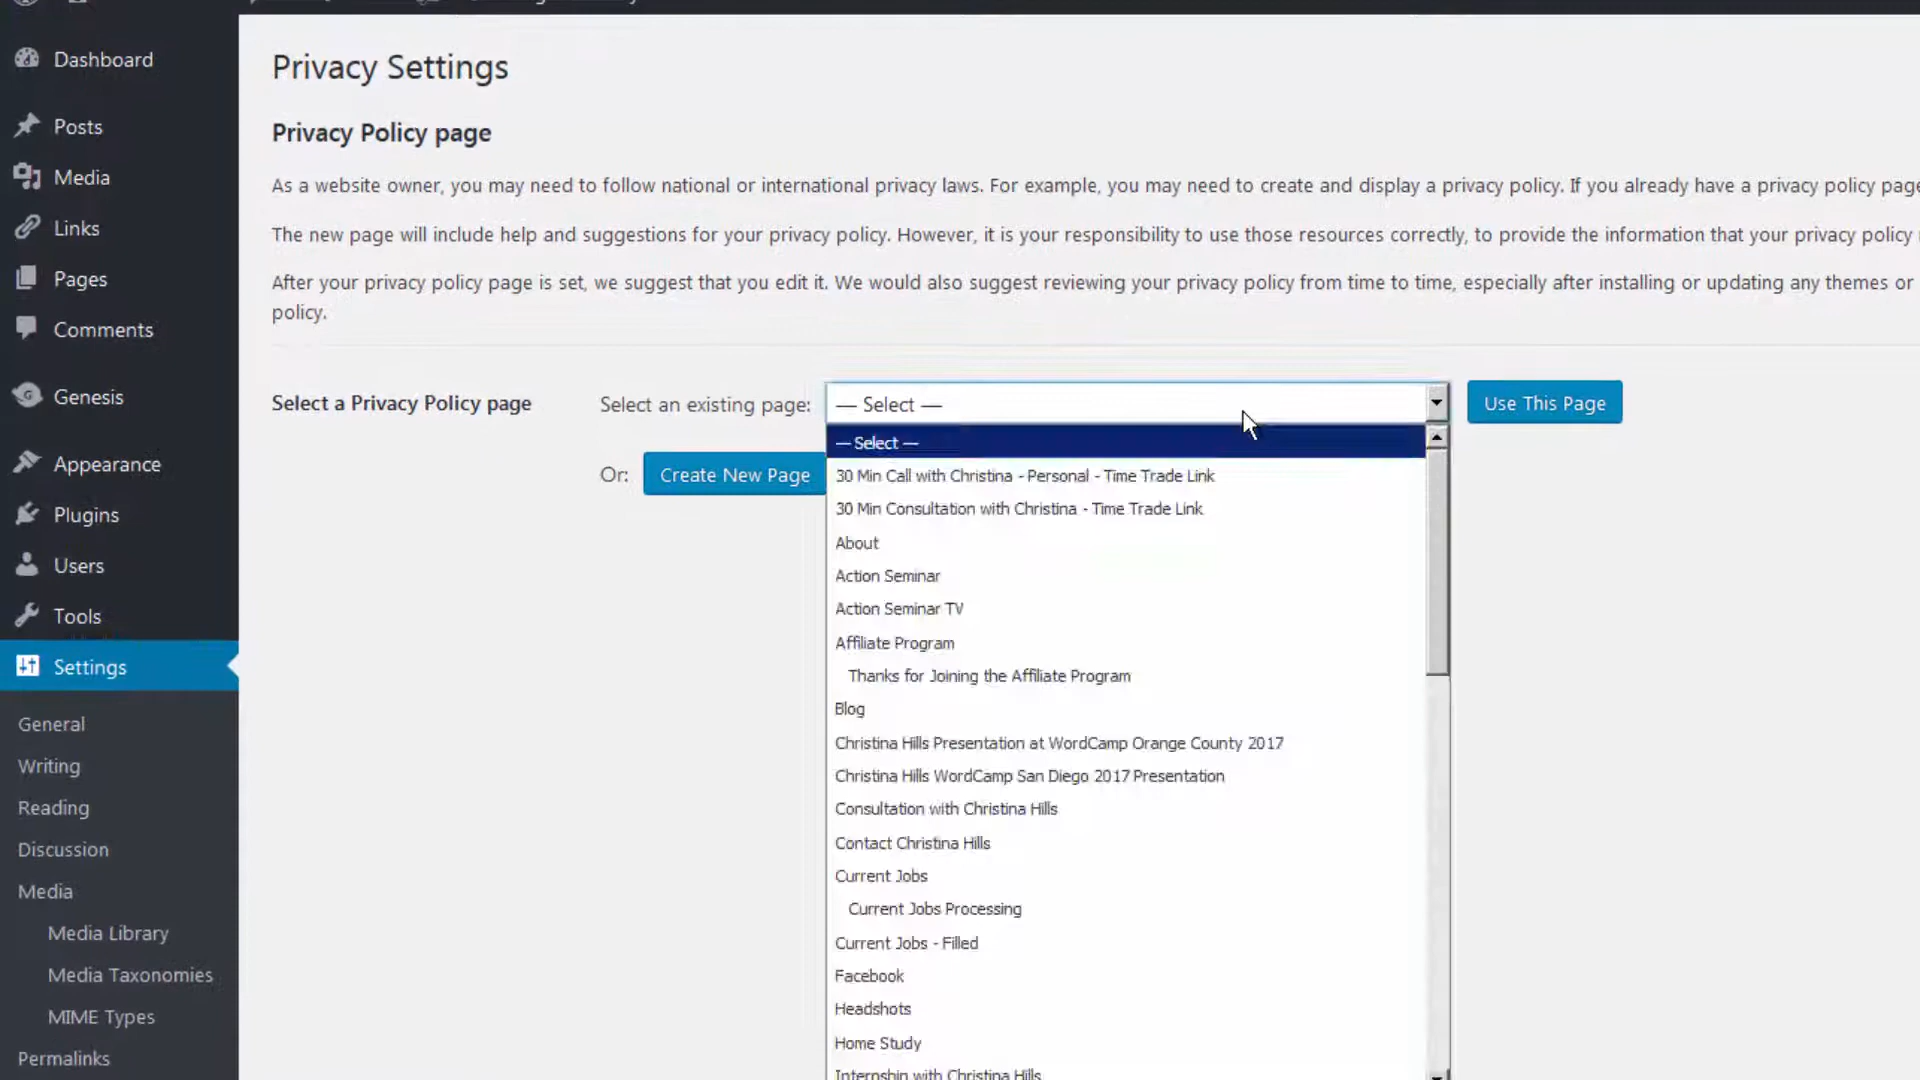 Dashboard
Posts
Media
Links
Pages
Comments
Genesis
Appearance
Plugins
Users
Tools
Settings
General
Writing
Reading
Discussion
Media
Media Library
Media Taxonomies
MIME Types
Permalinks
Privacy Settings
Privacy Policy page
As a website owner, you may need to follow national or international privacy laws. For example, you may need to create and display a privacy policy. If you already have a privacy policy page
The new page will include help and suggestions for your privacy policy. However, it is your responsibility to use those resources correctly, to provide the information that your privacy policy
After your privacy policy page is set, we suggest that you edit it. We would also suggest reviewing your privacy policy from time to time, especially after installing or updating any themes or
policy.
Select a Privacy Policy page
Select an existing page:
— Select —
Use This Page
Or:
Create New Page
— Select —
30 Min Call with Christina - Personal - Time Trade Link
30 Min Consultation with Christina - Time Trade Link
About
Action Seminar
Action Seminar TV
Affiliate Program
Thanks for Joining the Affiliate Program
Blog
Christina Hills Presentation at WordCamp Orange County 2017
Christina Hills WordCamp San Diego 2017 Presentation
Consultation with Christina Hills
Contact Christina Hills
Current Jobs
Current Jobs Processing
Current Jobs - Filled
Facebook
Headshots
Home Study
Internship with Christina Hills